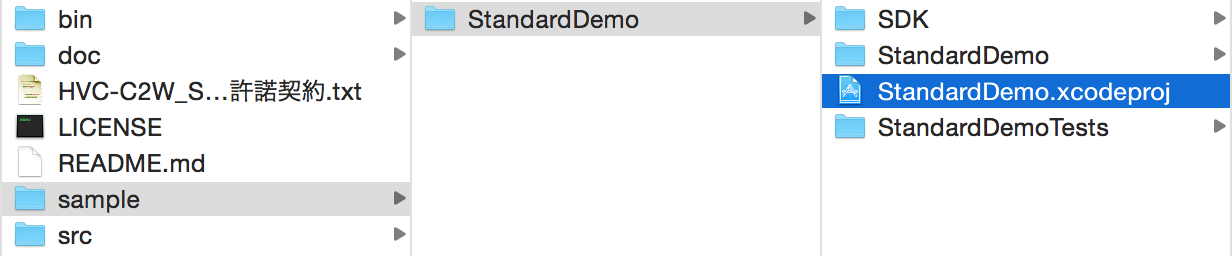 bin
doc
HVC-C2W_S...許諾契約.txt
LICENSE
README.md
sample
src
StandardDemo
SDK
StandardDemo
StandardDemo.xcodeproj
StandardDemoTests